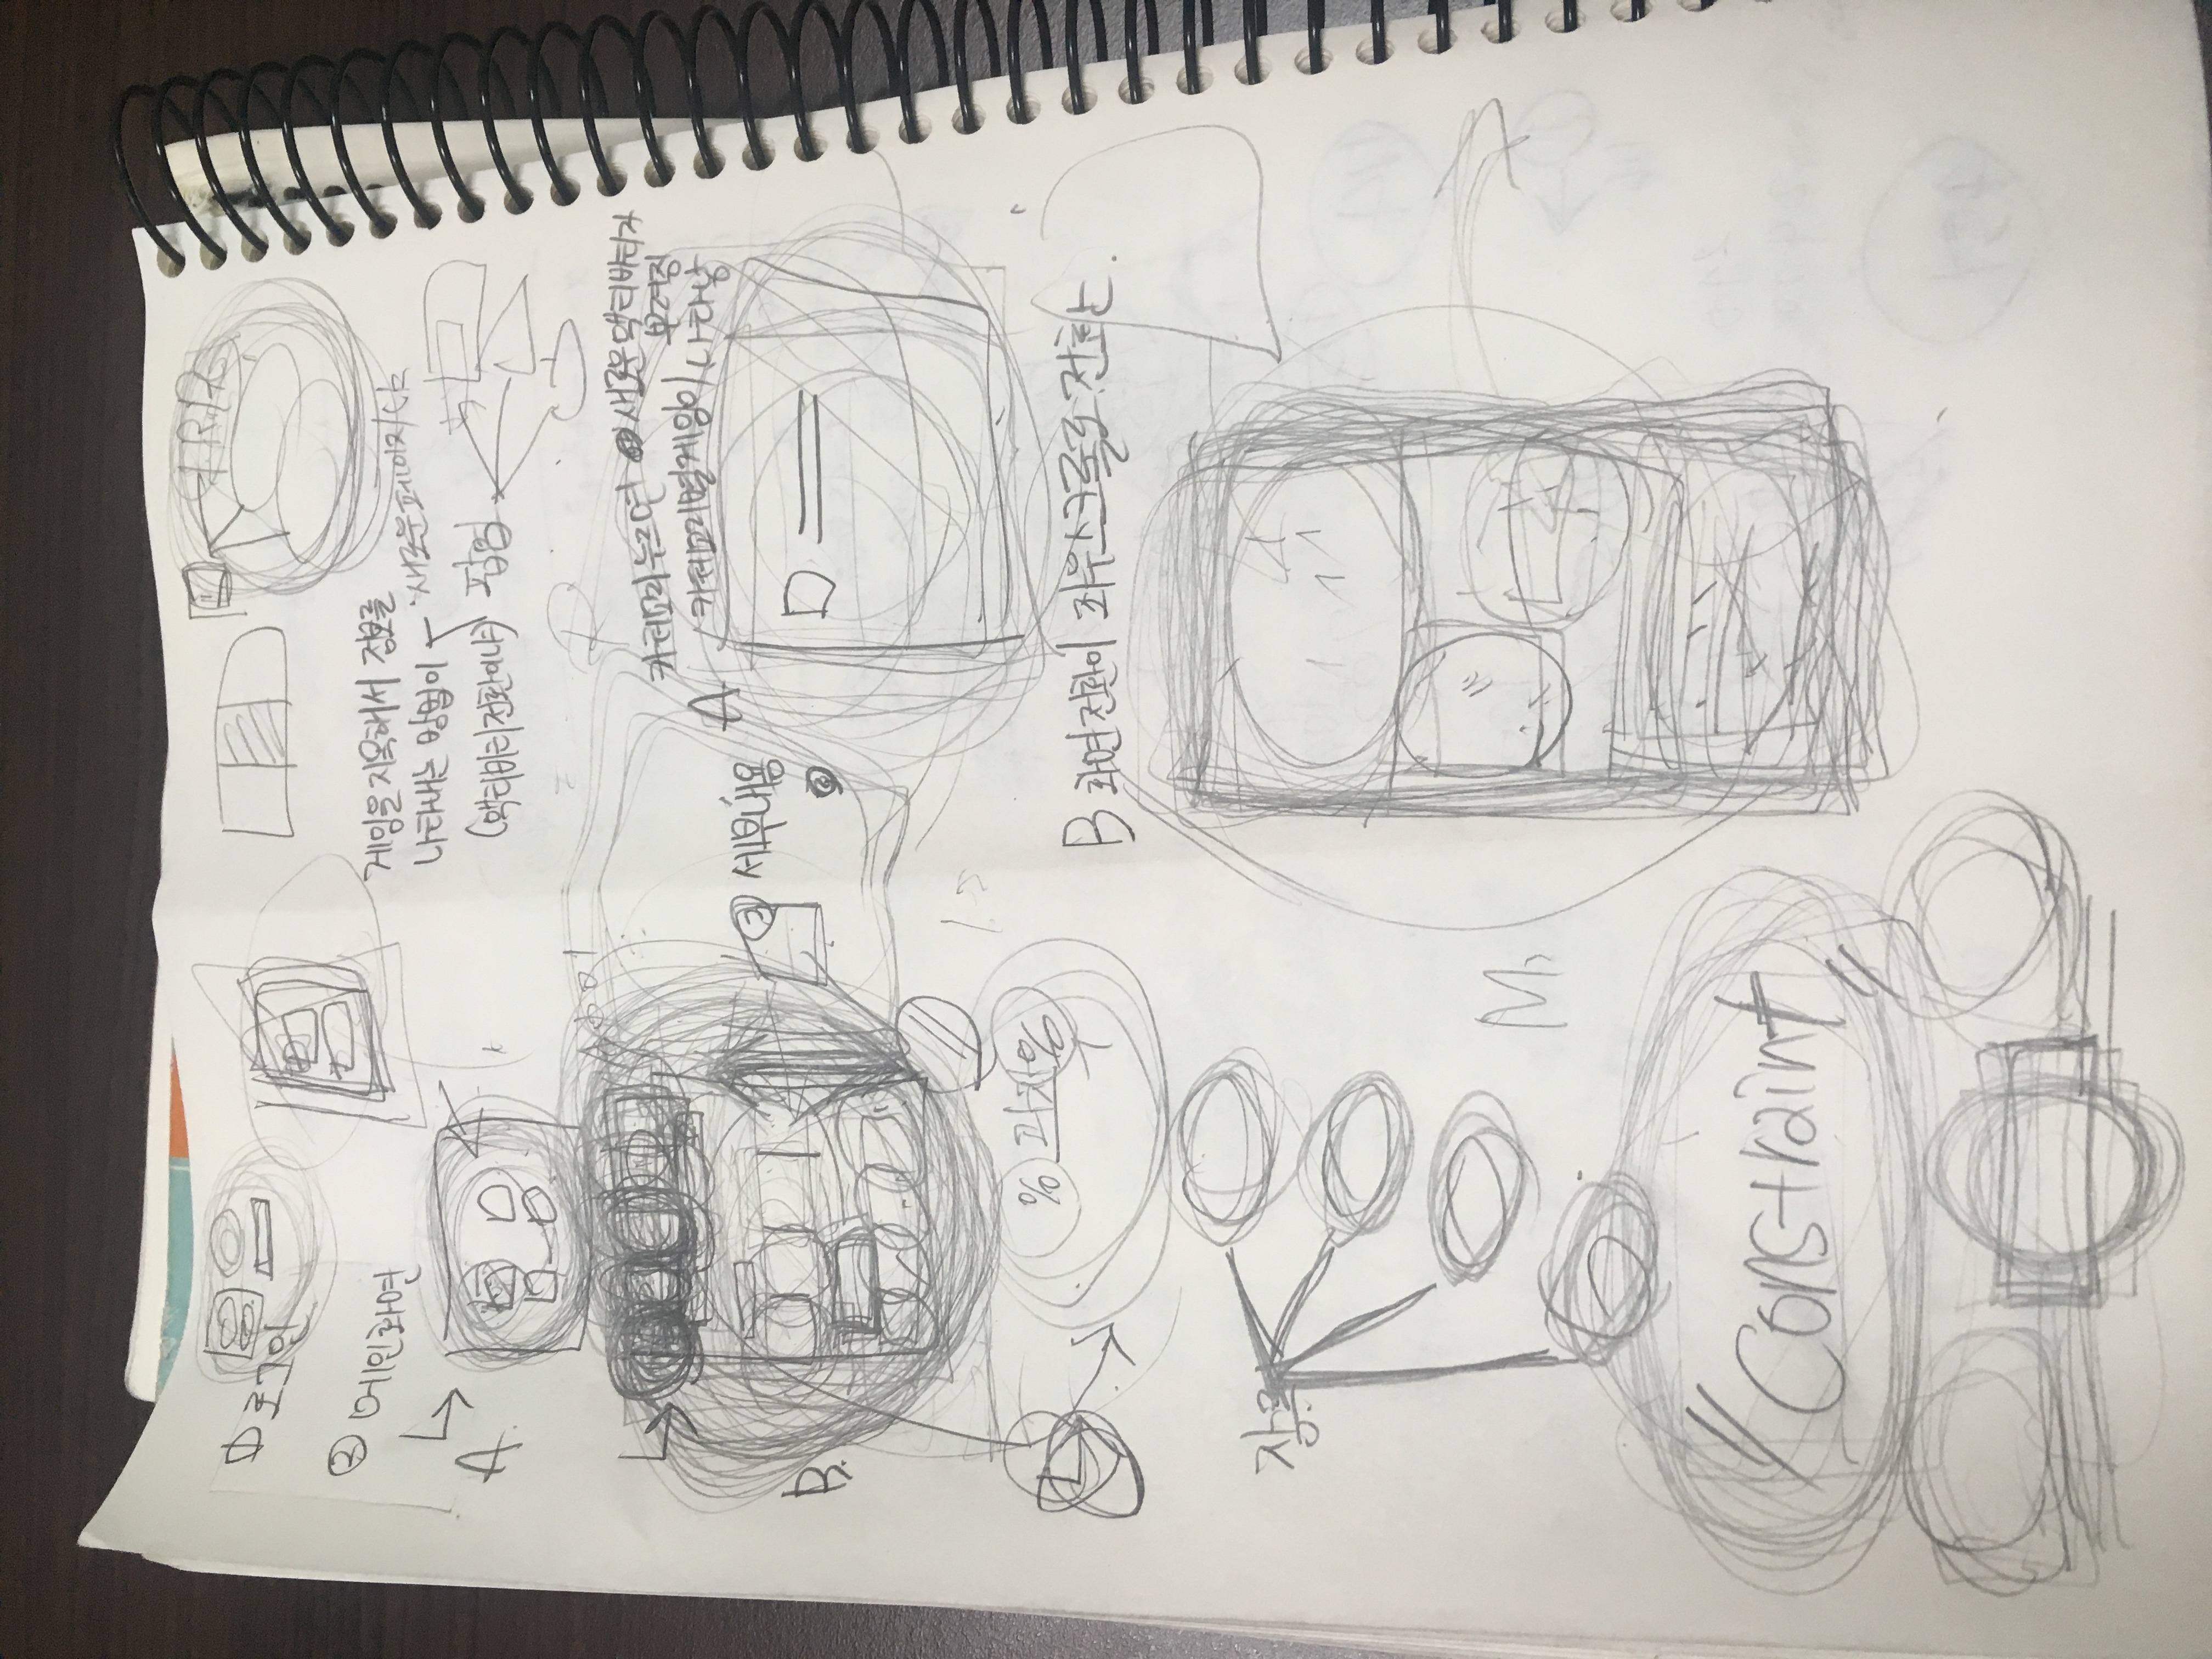 ① 로그인
② 메인화면
A.
B.
게임을 지목해서 정보를
나타내는 방법이
새로운페이지냐
(액티비티전환이냐)
팝업
RPG
③ 세부내용
카테고리누르면 새로운액티비티가
보여짐
A
카테고리별게임이 나타남
% 과자율
B 화면전환이 좌우스크롤로 전환.
장르
M
"Constraint"